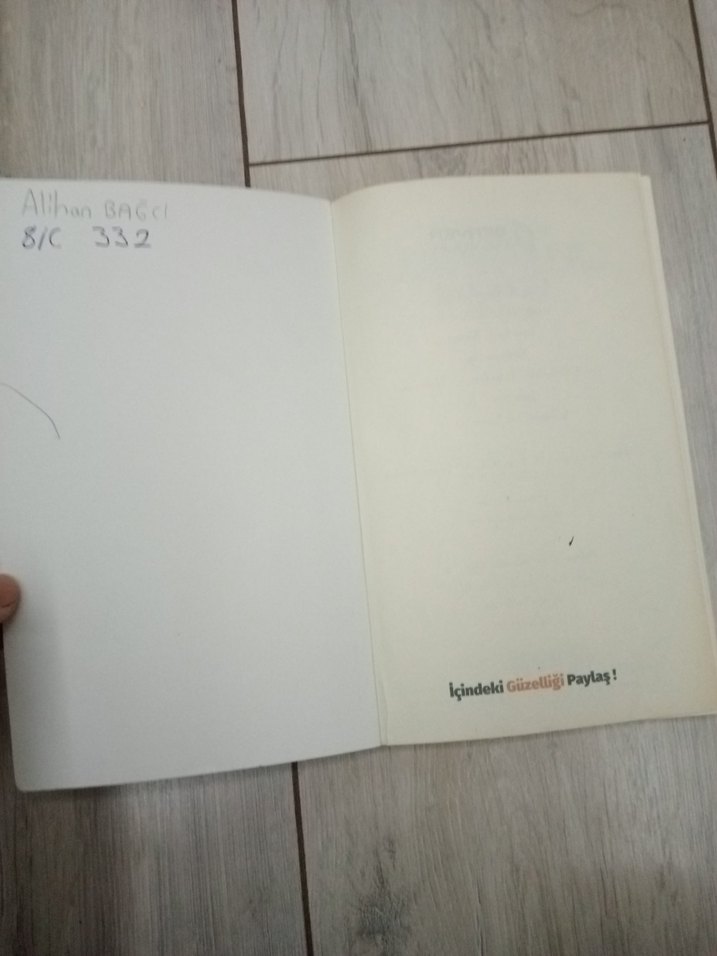 Alihan BAĞCI
8/C 332
İçindeki Güzelliği Paylaş!